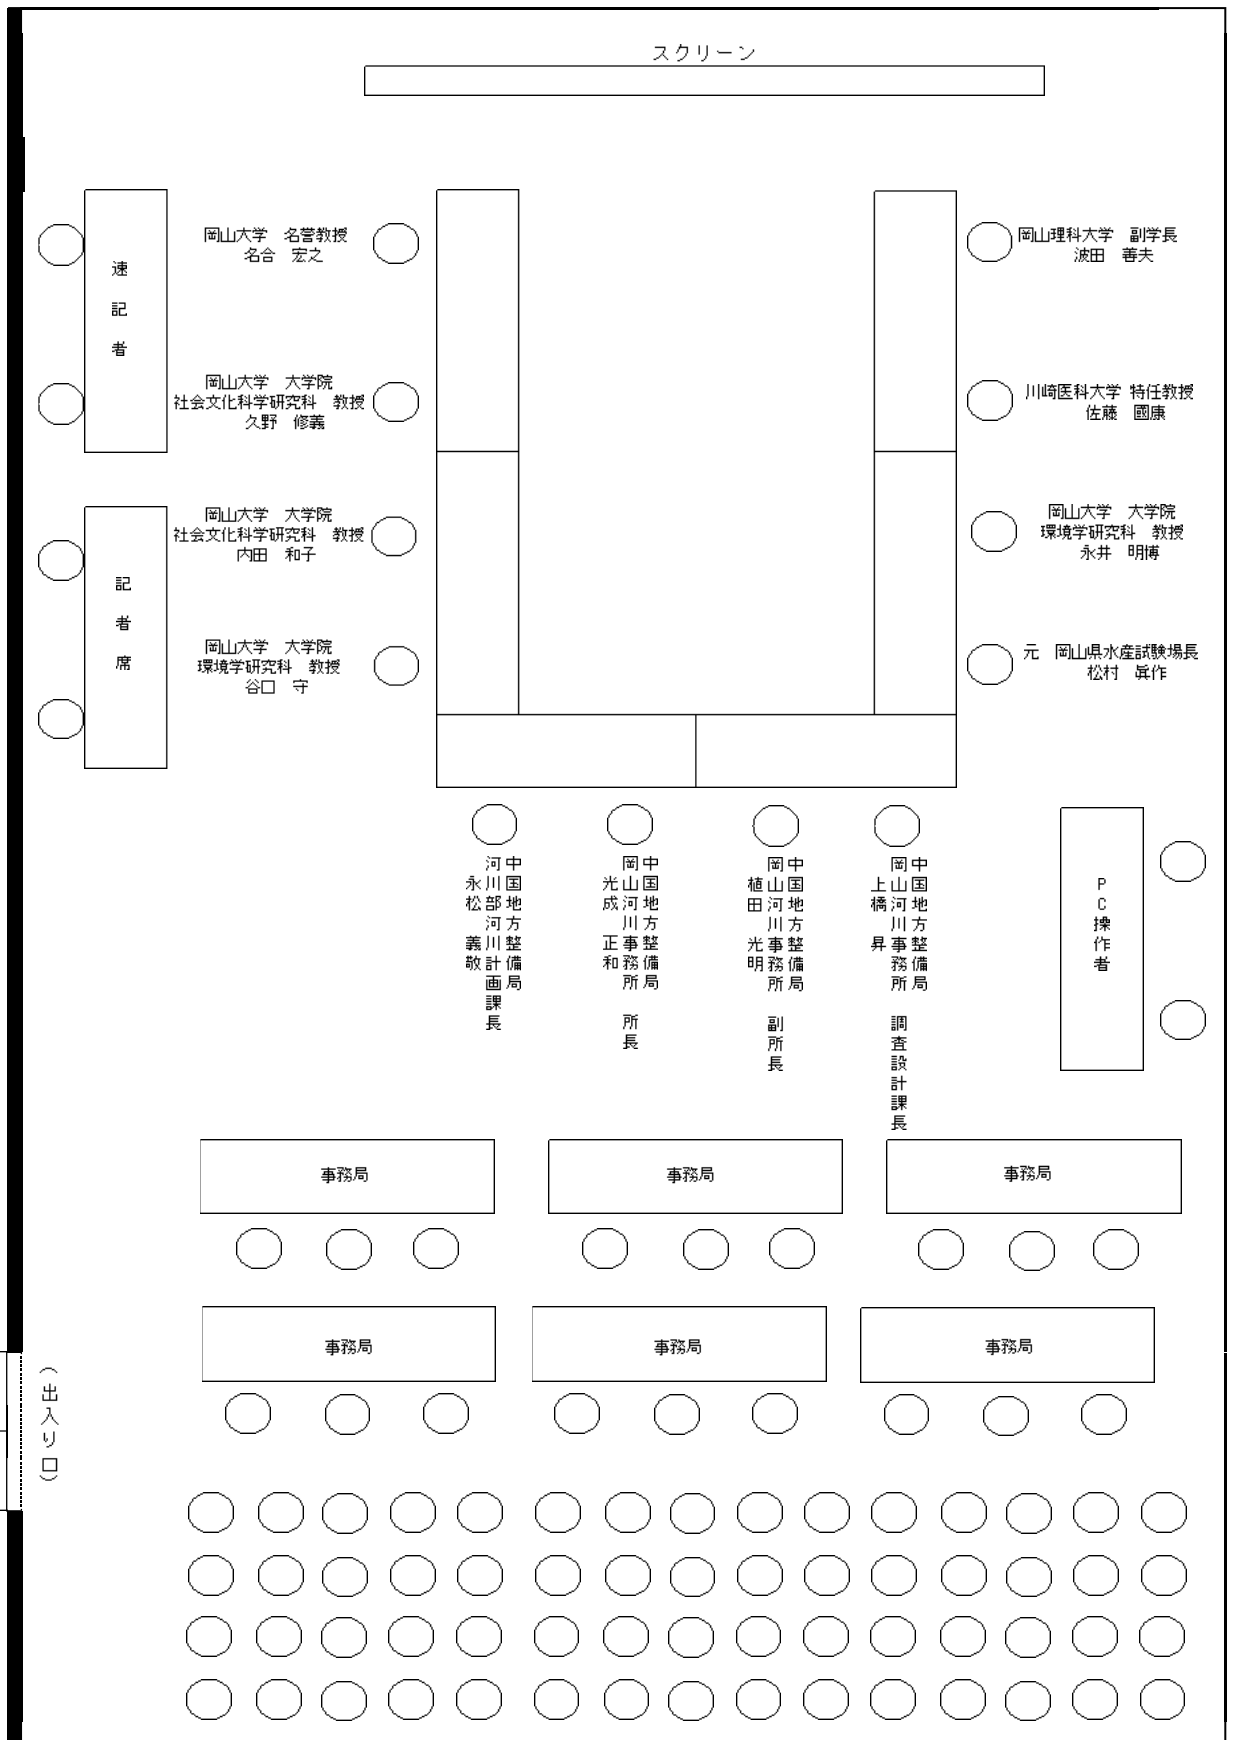 スクリーン
速記者
岡山大学　名誉教授
名合　宏之
岡山大学　大学院
社会文化科学研究科　教授
久野　修義
記者席
岡山大学　大学院
社会文化科学研究科　教授
内田　和子
岡山大学　大学院
環境学研究科　教授
谷口　守
岡山理科大学　副学長
波田　善夫
川崎医科大学 特任教授
佐藤　國康
岡山大学　大学院
環境学研究科　教授
永井　明博
元　岡山県水産試験場長
松村　眞作
中国地方整備局
河川部河川計画課長
永松　義敬
中国地方整備局
岡山河川事務所　所長
光成　正和
中国地方整備局
岡山河川事務所　副所長
植田　光明
中国地方整備局
岡山河川事務所　調査設計課長
上橋　昇
PC操作者
事務局
事務局
事務局
事務局
事務局
事務局
（出入り口）